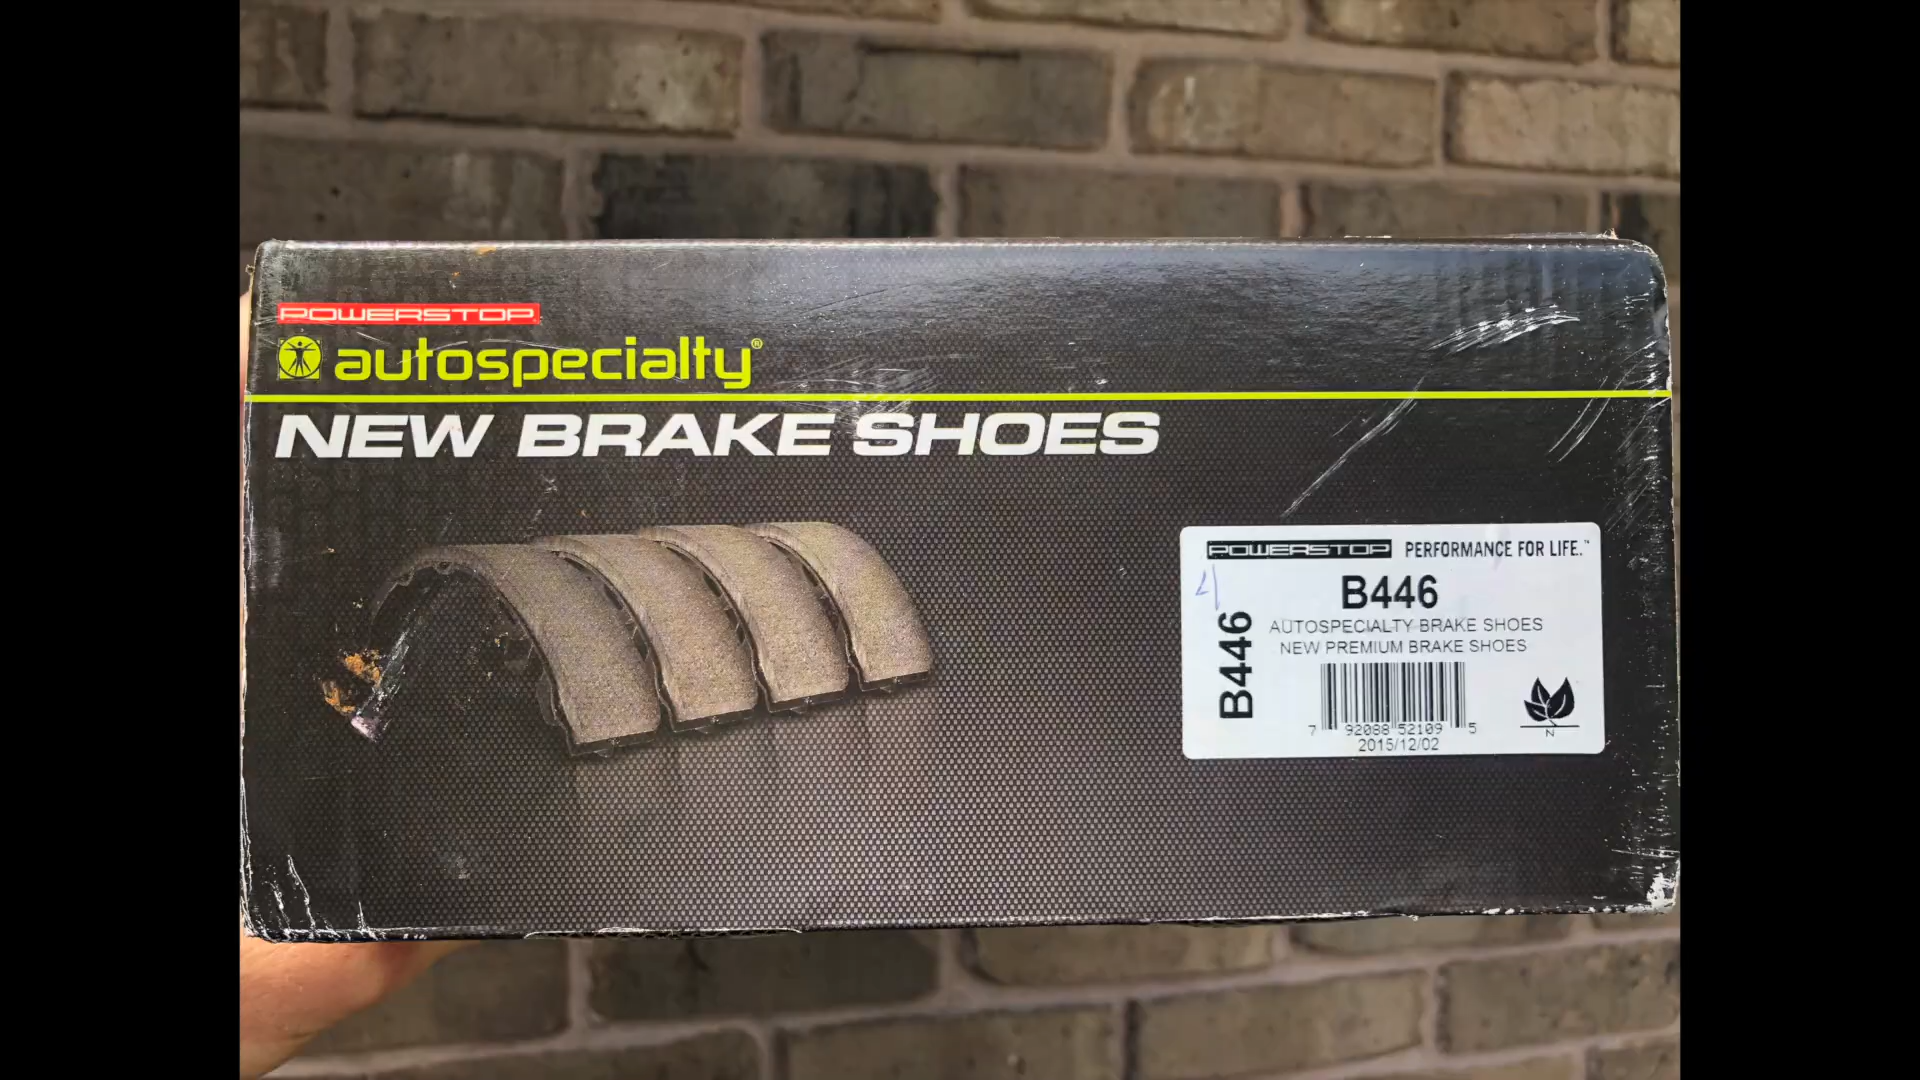 POWERSTOP
autospecialty®
NEW BRAKE SHOES
POWERSTOP PERFORMANCE FOR LIFE.™
4
B446
B446
AUTOSPECIALTY BRAKE SHOES
NEW PREMIUM BRAKE SHOES
7 92088 52109 5
2015/12/02
N